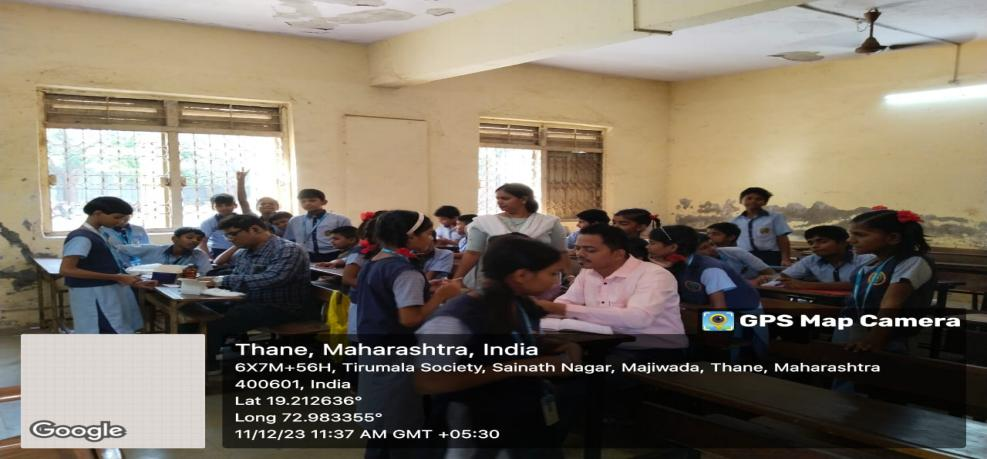 GPS Map Camera
Thane, Maharashtra, India
6X7M+56H, Tirumala Society, Sainath Nagar, Majiwada, Thane, Maharashtra
400601, India
Lat 19.212636°
Long 72.983355°
11/12/23 11:37 AM GMT +05:30
Google